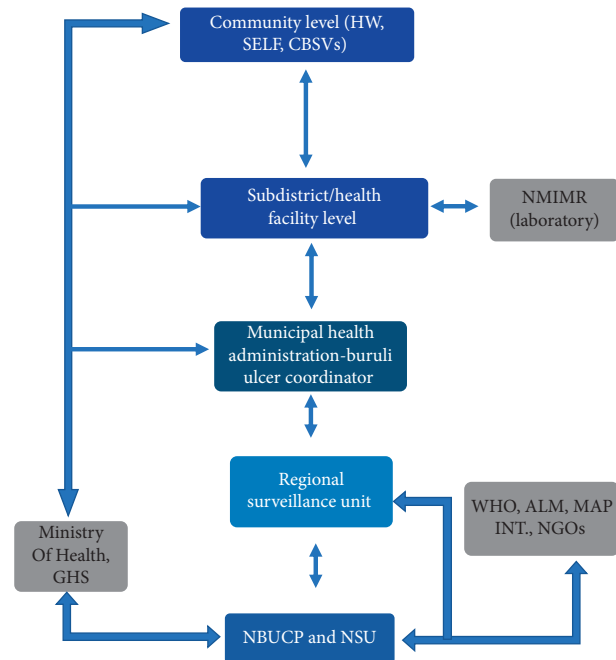 Community level (HW,
SELF, CBSVs)
Subdistrict/health
facility level
NMIMR
(laboratory)
Municipal health
administration-buruli
ulcer coordinator
Regional
surveillance unit
WHO, ALM, MAP
INT., NGOs
Ministry
Of Health,
GHS
NBUCP and NSU